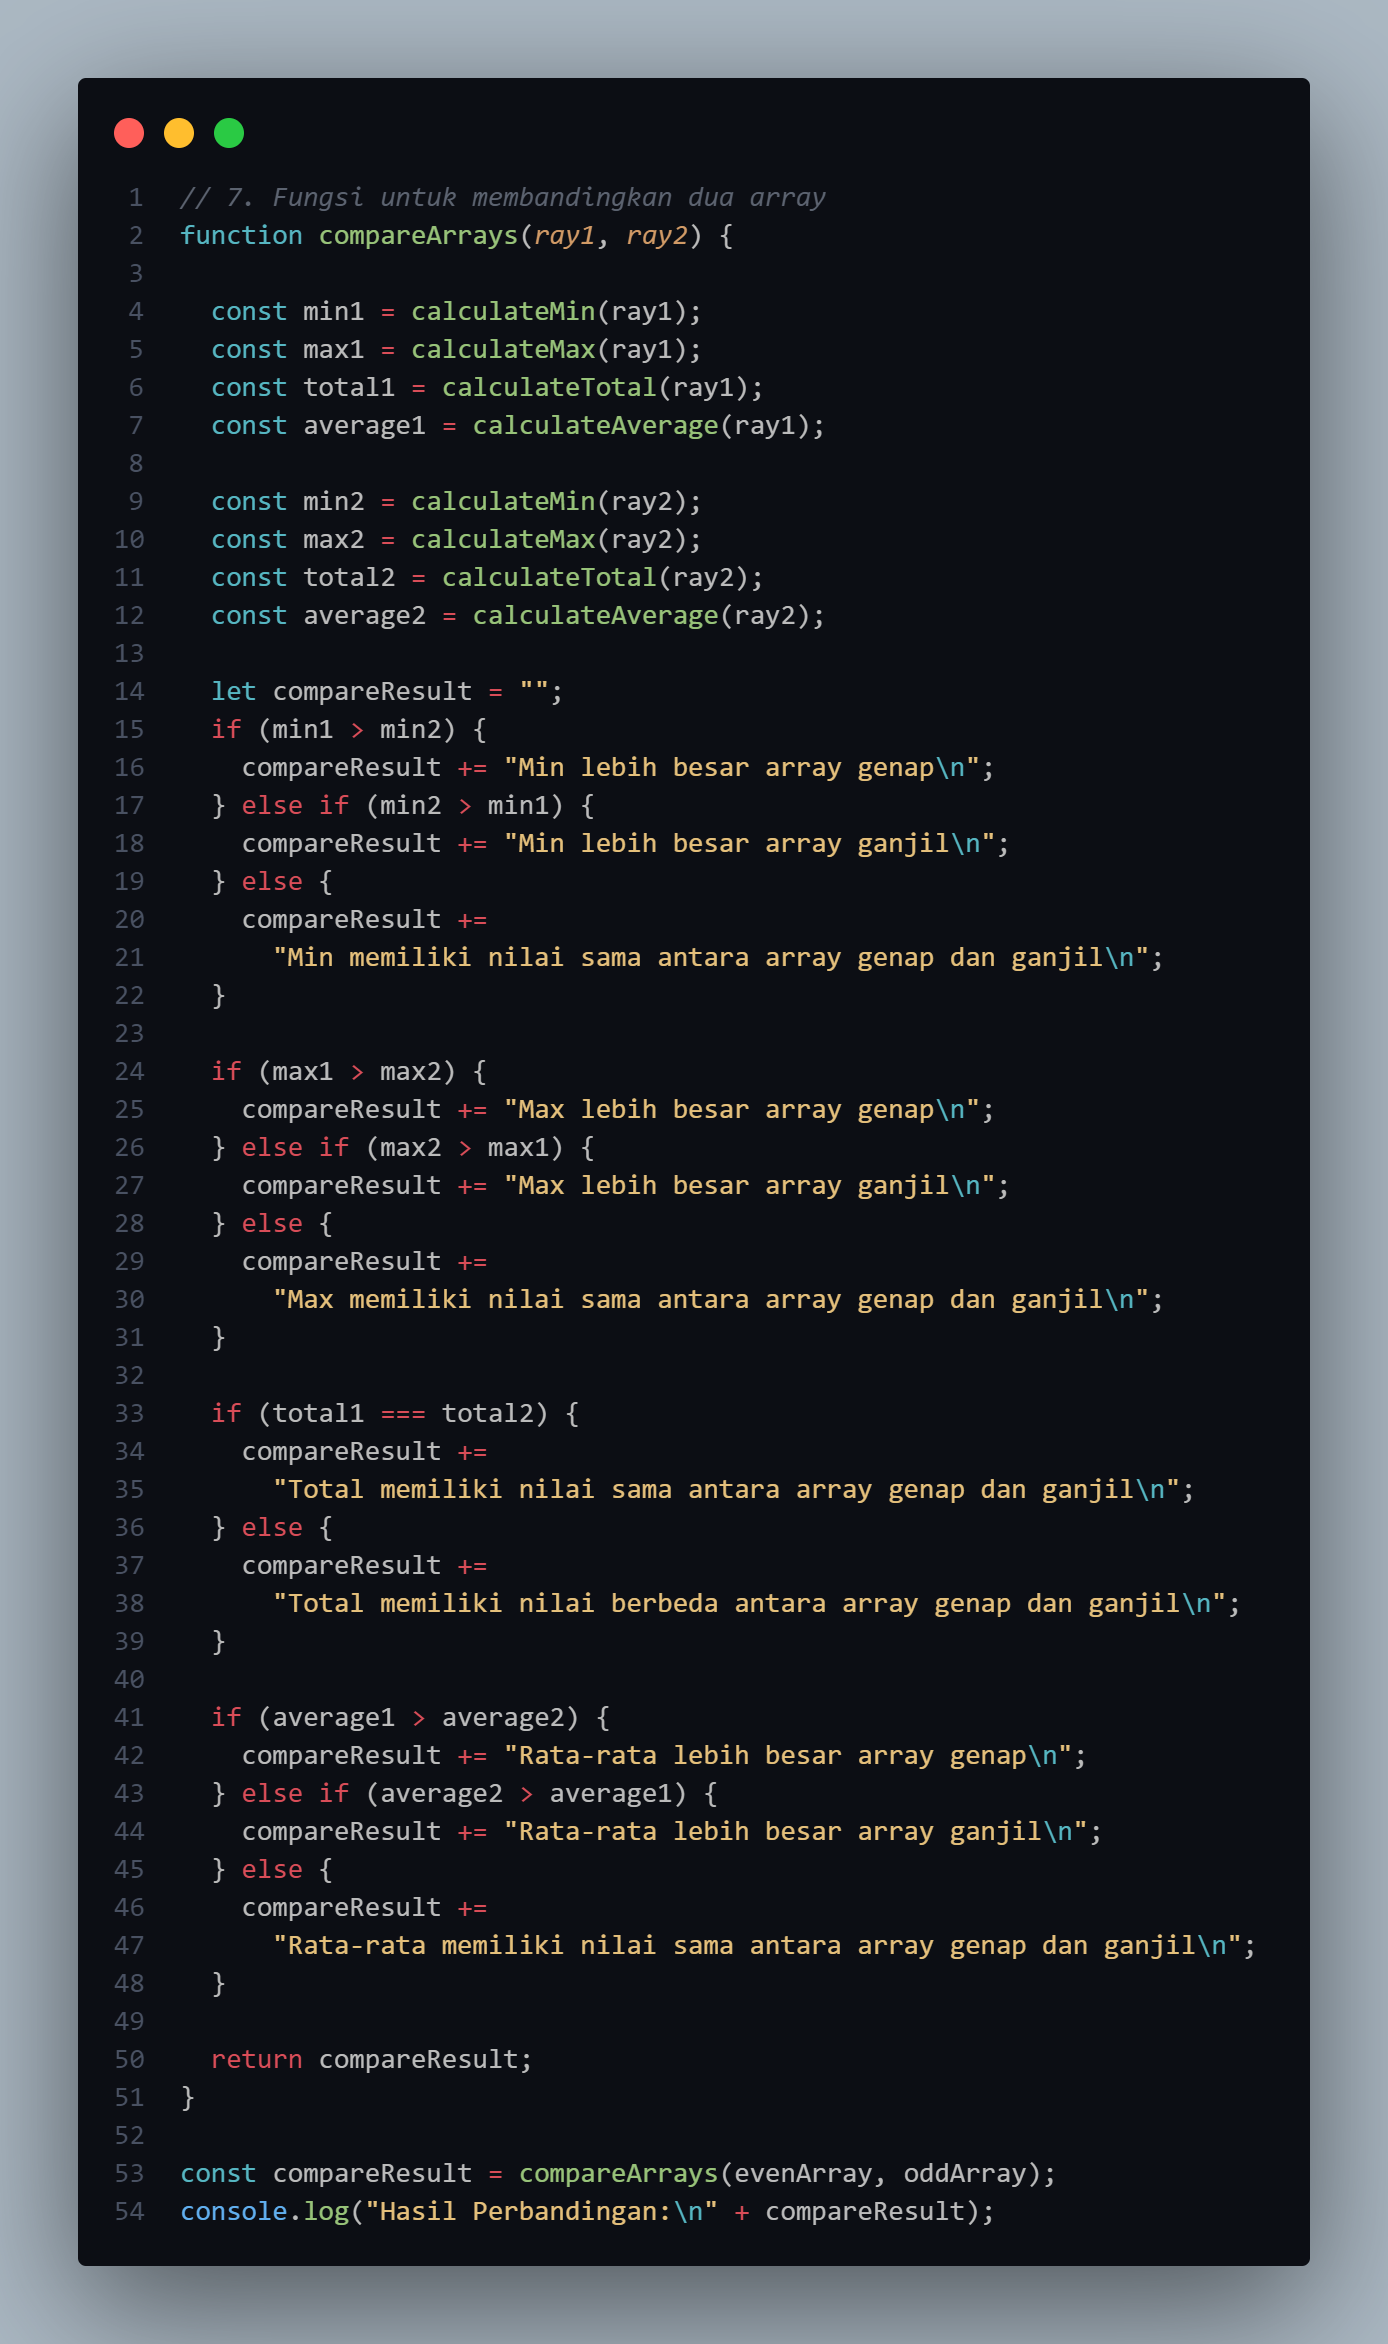 1 // 7. Fungsi untuk membandingkan dua array
2 function compareArrays(ray1, ray2) {
3
4   const min1 = calculateMin(ray1);
5   const max1 = calculateMax(ray1);
6   const total1 = calculateTotal(ray1);
7   const average1 = calculateAverage(ray1);
8
9   const min2 = calculateMin(ray2);
10   const max2 = calculateMax(ray2);
11   const total2 = calculateTotal(ray2);
12   const average2 = calculateAverage(ray2);
13
14   let compareResult = "";
15   if (min1 > min2) {
16     compareResult += "Min lebih besar array genap\n";
17   } else if (min2 > min1) {
18     compareResult += "Min lebih besar array ganjil\n";
19   } else {
20     compareResult +=
21       "Min memiliki nilai sama antara array genap dan ganjil\n";
22   }
23
24   if (max1 > max2) {
25     compareResult += "Max lebih besar array genap\n";
26   } else if (max2 > max1) {
27     compareResult += "Max lebih besar array ganjil\n";
28   } else {
29     compareResult +=
30       "Max memiliki nilai sama antara array genap dan ganjil\n";
31   }
32
33   if (total1 === total2) {
34     compareResult +=
35       "Total memiliki nilai sama antara array genap dan ganjil\n";
36   } else {
37     compareResult +=
38       "Total memiliki nilai berbeda antara array genap dan ganjil\n";
39   }
40
41   if (average1 > average2) {
42     compareResult += "Rata-rata lebih besar array genap\n";
43   } else if (average2 > average1) {
44     compareResult += "Rata-rata lebih besar array ganjil\n";
45   } else {
46     compareResult +=
47       "Rata-rata memiliki nilai sama antara array genap dan ganjil\n";
48   }
49
50   return compareResult;
51 }
52
53 const compareResult = compareArrays(evenArray, oddArray);
54 console.log("Hasil Perbandingan:\n" + compareResult);